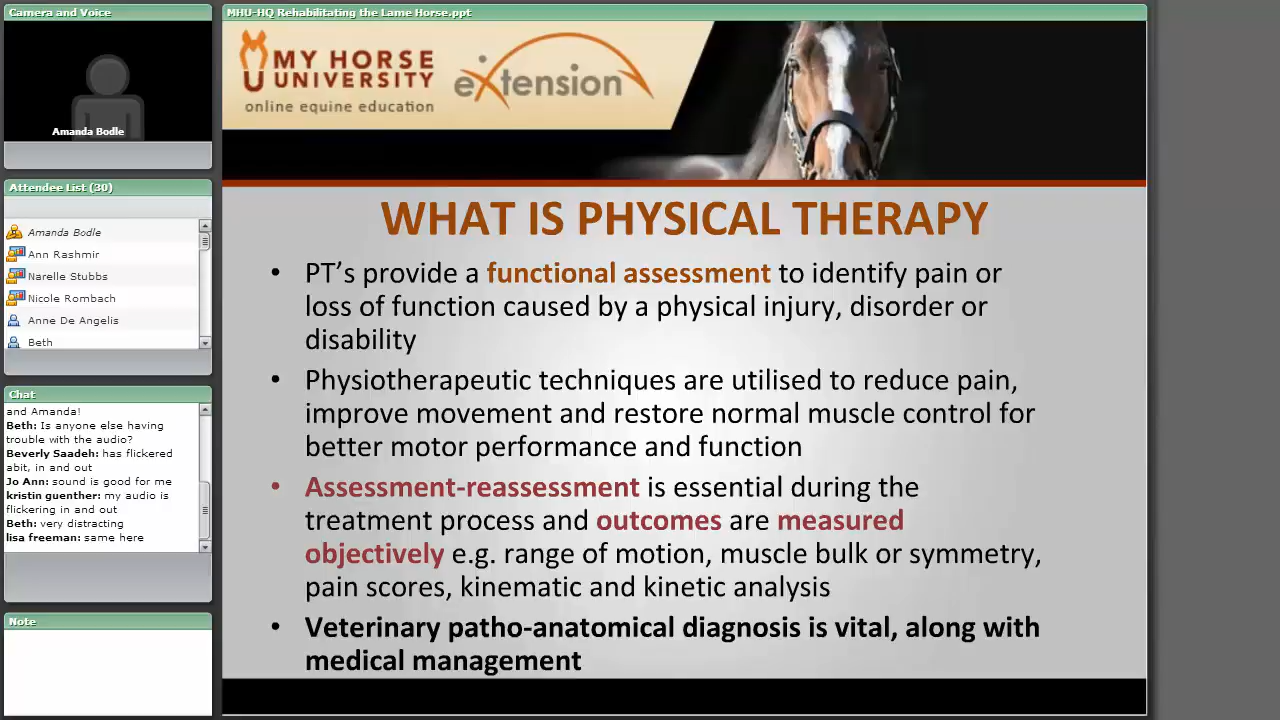 Camera and Voice
Amanda Bodle
Attendee List (30)
Amanda Bodle
Ann Rashmir
Narelle Stubbs
Nicole Rombach
Anne De Angelis
Beth
Chat
and Amanda!
Beth: Is anyone else having
trouble with the audio?
Beverly Saadeh: has flickered
abit, in and out
Jo Ann: sound is good for me
kristin guenther: my audio is
flickering in and out
Beth: very distracting
lisa freeman: same here
Note
MHU-HQ Rehabilitating the Lame Horse.ppt
MY HORSE
UNIVERSITY
online equine education
eXtension
WHAT IS PHYSICAL THERAPY
• PT’s provide a functional assessment to identify pain or
loss of function caused by a physical injury, disorder or
disability
• Physiotherapeutic techniques are utilised to reduce pain,
improve movement and restore normal muscle control for
better motor performance and function
• Assessment-reassessment is essential during the
treatment process and outcomes are measured
objectively e.g. range of motion, muscle bulk or symmetry,
pain scores, kinematic and kinetic analysis
• Veterinary patho-anatomical diagnosis is vital, along with
medical management